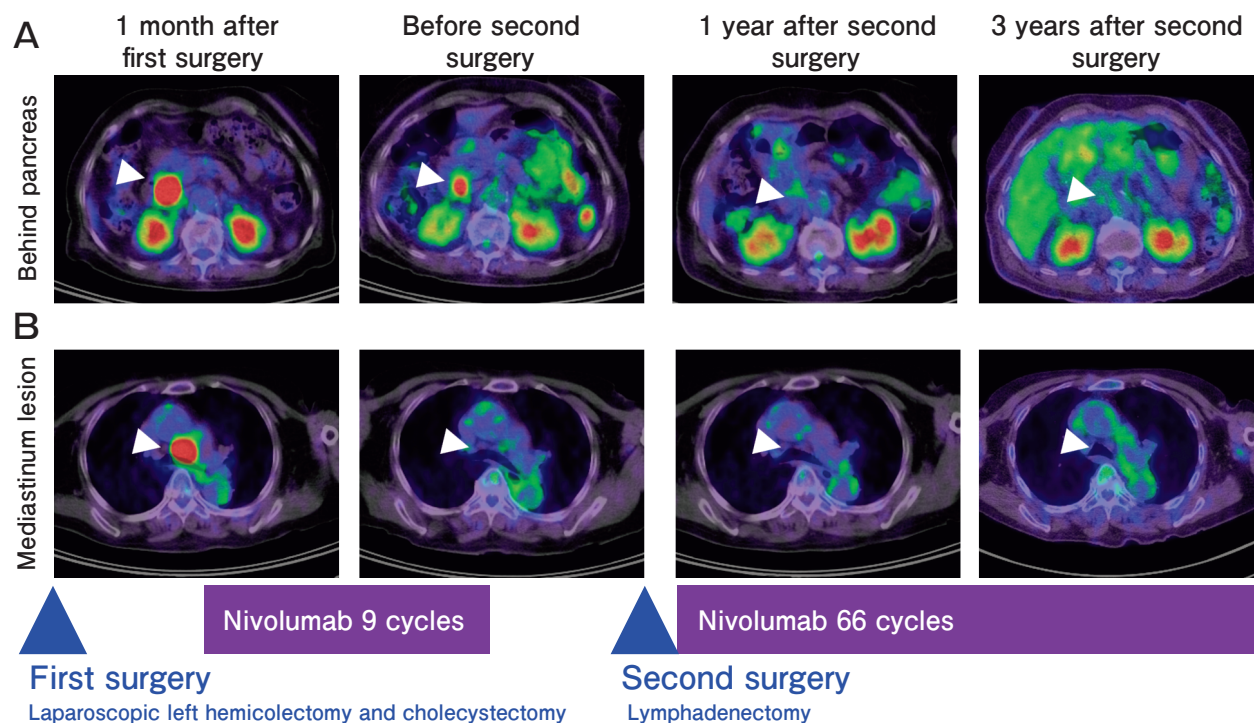 A
1 month after
first surgery
Before second
surgery
1 year after second
surgery
3 years after second
surgery
Behind pancreas
B
Mediastinum lesion
Nivolumab 9 cycles
Nivolumab 66 cycles
First surgery
Laparoscopic left hemicolectomy and cholecystectomy
Second surgery
Lymphadenectomy